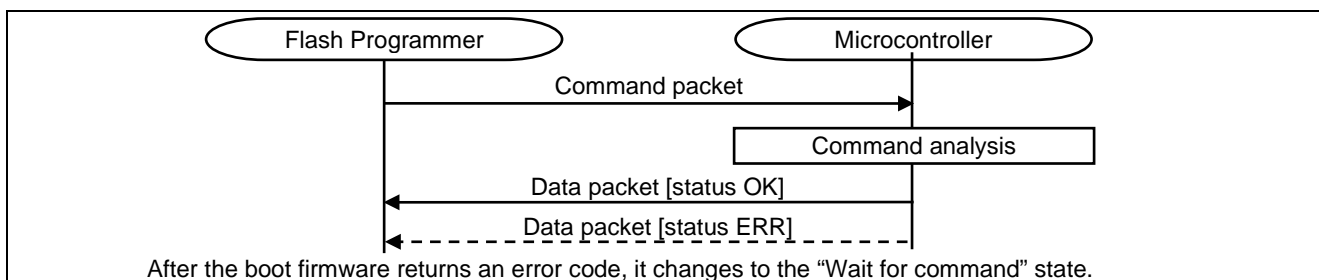 Flash Programmer
Microcontroller
Command packet
Command analysis
Data packet [status OK]
Data packet [status ERR]
After the boot firmware returns an error code, it changes to the “Wait for command” state.